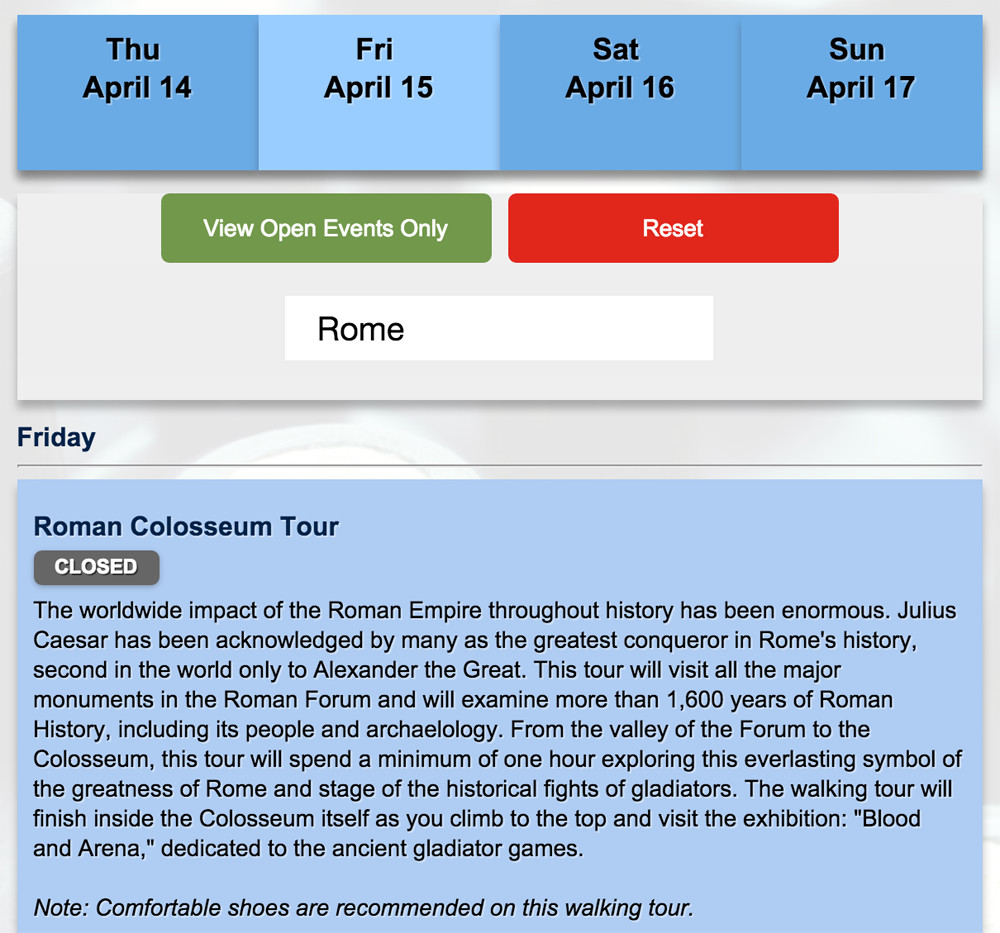 Thu
April 14
Fri
April 15
Sat
April 16
Sun
April 17
View Open Events Only
Reset
Rome
Friday
Roman Colosseum Tour
CLOSED
The worldwide impact of the Roman Empire throughout history has been enormous. Julius
Caesar has been acknowledged by many as the greatest conqueror in Rome's history,
second in the world only to Alexander the Great. This tour will visit all the major
monuments in the Roman Forum and will examine more than 1,600 years of Roman
History, including its people and archaelology. From the valley of the Forum to the
Colosseum, this tour will spend a minimum of one hour exploring this everlasting symbol of
the greatness of Rome and stage of the historical fights of gladiators. The walking tour will
finish inside the Colosseum itself as you climb to the top and visit the exhibition: "Blood
and Arena," dedicated to the ancient gladiator games.
Note: Comfortable shoes are recommended on this walking tour.